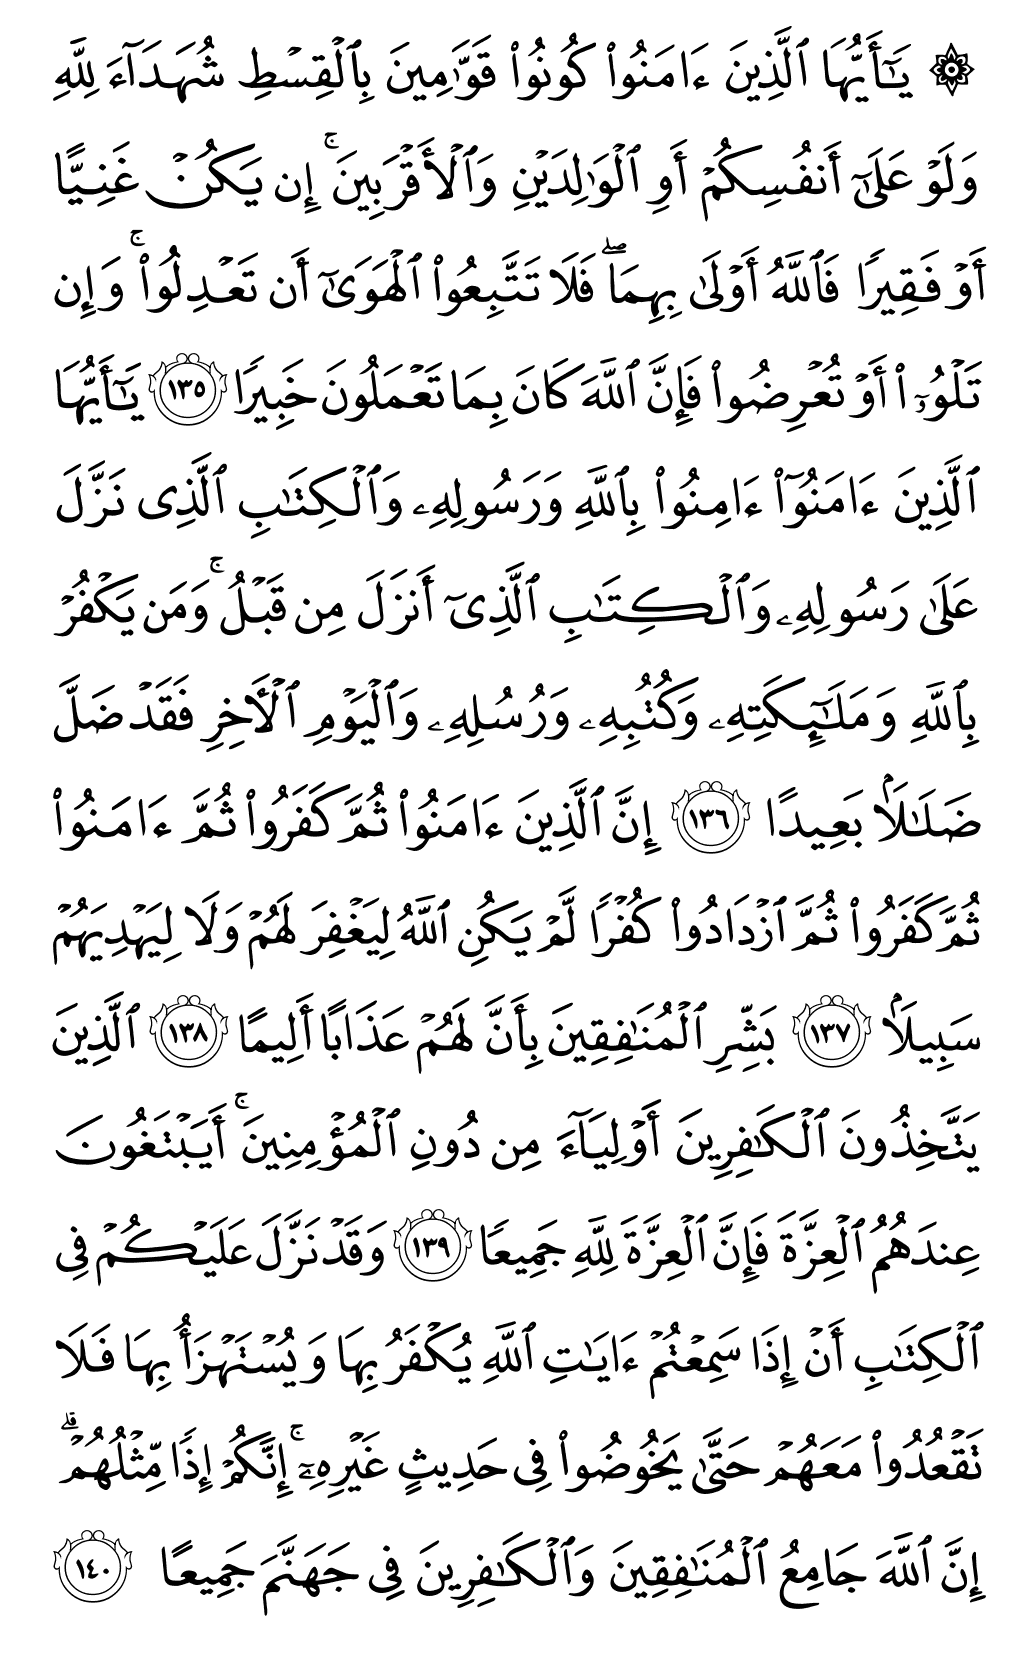 ۞ يَٰٓأَيُّهَا ٱلَّذِينَ ءَامَنُوا۟ كُونُوا۟ قَوَّٰمِينَ بِٱلْقِسْطِ شُهَدَآءَ لِلَّهِ
وَلَوْ عَلَىٰٓ أَنفُسِكُمْ أَوِ ٱلْوَٰلِدَيْنِ وَٱلْأَقْرَبِينَ ۚ إِن يَكُنْ غَنِيًّا
أَوْ فَقِيرًا فَٱللَّهُ أَوْلَىٰ بِهِمَا ۖ فَلَا تَتَّبِعُوا۟ ٱلْهَوَىٰٓ أَن تَعْدِلُوا۟ ۚ وَإِن
تَلْوُۥٓا۟ أَوْ تُعْرِضُوا۟ فَإِنَّ ٱللَّهَ كَانَ بِمَا تَعْمَلُونَ خَبِيرًا ١٣٥ يَٰٓأَيُّهَا
ٱلَّذِينَ ءَامَنُوٓا۟ ءَامِنُوا۟ بِٱللَّهِ وَرَسُولِهِۦ وَٱلْكِتَٰبِ ٱلَّذِى نَزَّلَ
عَلَىٰ رَسُولِهِۦ وَٱلْكِتَٰبِ ٱلَّذِىٓ أَنزَلَ مِن قَبْلُ ۚ وَمَن يَكْفُرْ
بِٱللَّهِ وَمَلَٰٓئِكَتِهِۦ وَكُتُبِهِۦ وَرُسُلِهِۦ وَٱلْيَوْمِ ٱلْـَٔاخِرِ فَقَدْ ضَلَّ
ضَلَٰلًۢا بَعِيدًا ١٣٦ إِنَّ ٱلَّذِينَ ءَامَنُوا۟ ثُمَّ كَفَرُوا۟ ثُمَّ ءَامَنُوا۟
ثُمَّ كَفَرُوا۟ ثُمَّ ٱزْدَادُوا۟ كُفْرًا لَّمْ يَكُنِ ٱللَّهُ لِيَغْفِرَ لَهُمْ وَلَا لِيَهْدِيَهُمْ
سَبِيلًۢا ١٣٧ بَشِّرِ ٱلْمُنَٰفِقِينَ بِأَنَّ لَهُمْ عَذَابًا أَلِيمًا ١٣٨ ٱلَّذِينَ
يَتَّخِذُونَ ٱلْكَٰفِرِينَ أَوْلِيَآءَ مِن دُونِ ٱلْمُؤْمِنِينَ ۚ أَيَبْتَغُونَ
عِندَهُمُ ٱلْعِزَّةَ فَإِنَّ ٱلْعِزَّةَ لِلَّهِ جَمِيعًا ١٣٩ وَقَدْ نَزَّلَ عَلَيْكُمْ فِى
ٱلْكِتَٰبِ أَنْ إِذَا سَمِعْتُمْ ءَايَٰتِ ٱللَّهِ يُكْفَرُ بِهَا وَيُسْتَهْزَأُ بِهَا فَلَا
تَقْعُدُوا۟ مَعَهُمْ حَتَّىٰ يَخُوضُوا۟ فِى حَدِيثٍ غَيْرِهِۦٓ ۚ إِنَّكُمْ إِذًا مِّثْلُهُمْ ۗ
إِنَّ ٱللَّهَ جَامِعُ ٱلْمُنَٰفِقِينَ وَٱلْكَٰفِرِينَ فِى جَهَنَّمَ جَمِيعًا ١٤٠